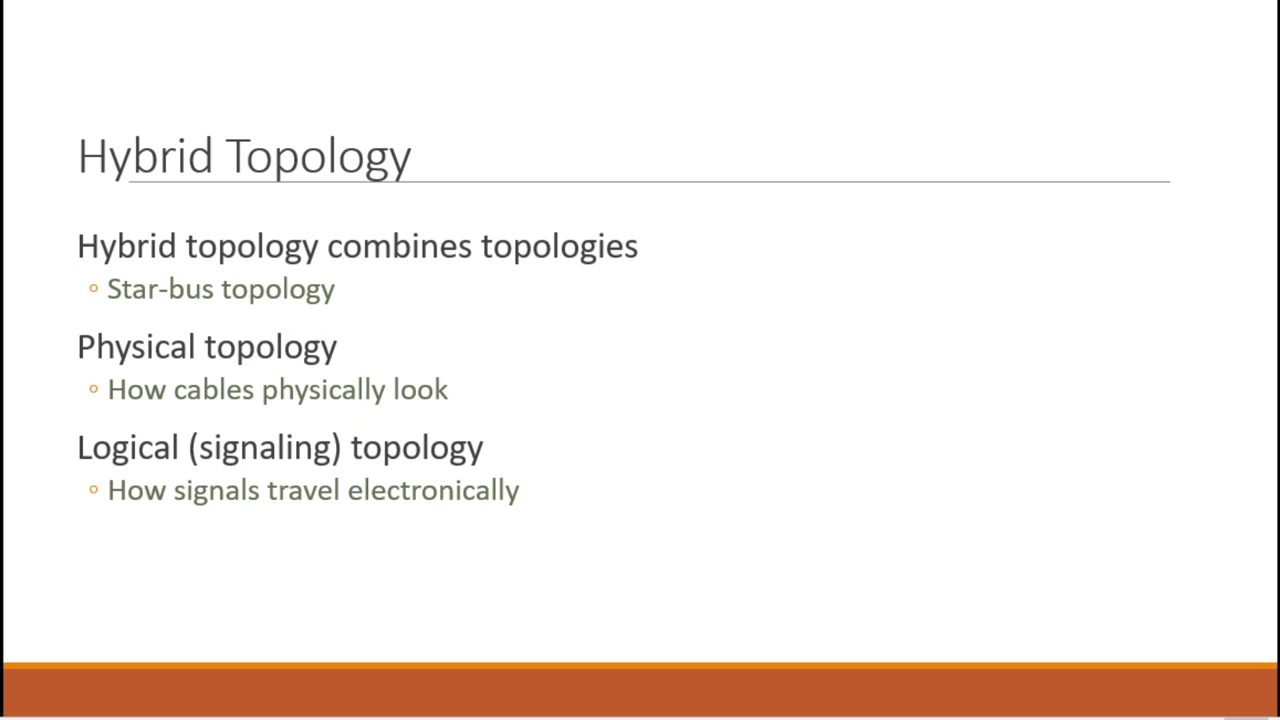 Hybrid Topology
Hybrid topology combines topologies
◦ Star-bus topology
Physical topology
◦ How cables physically look
Logical (signaling) topology
◦ How signals travel electronically